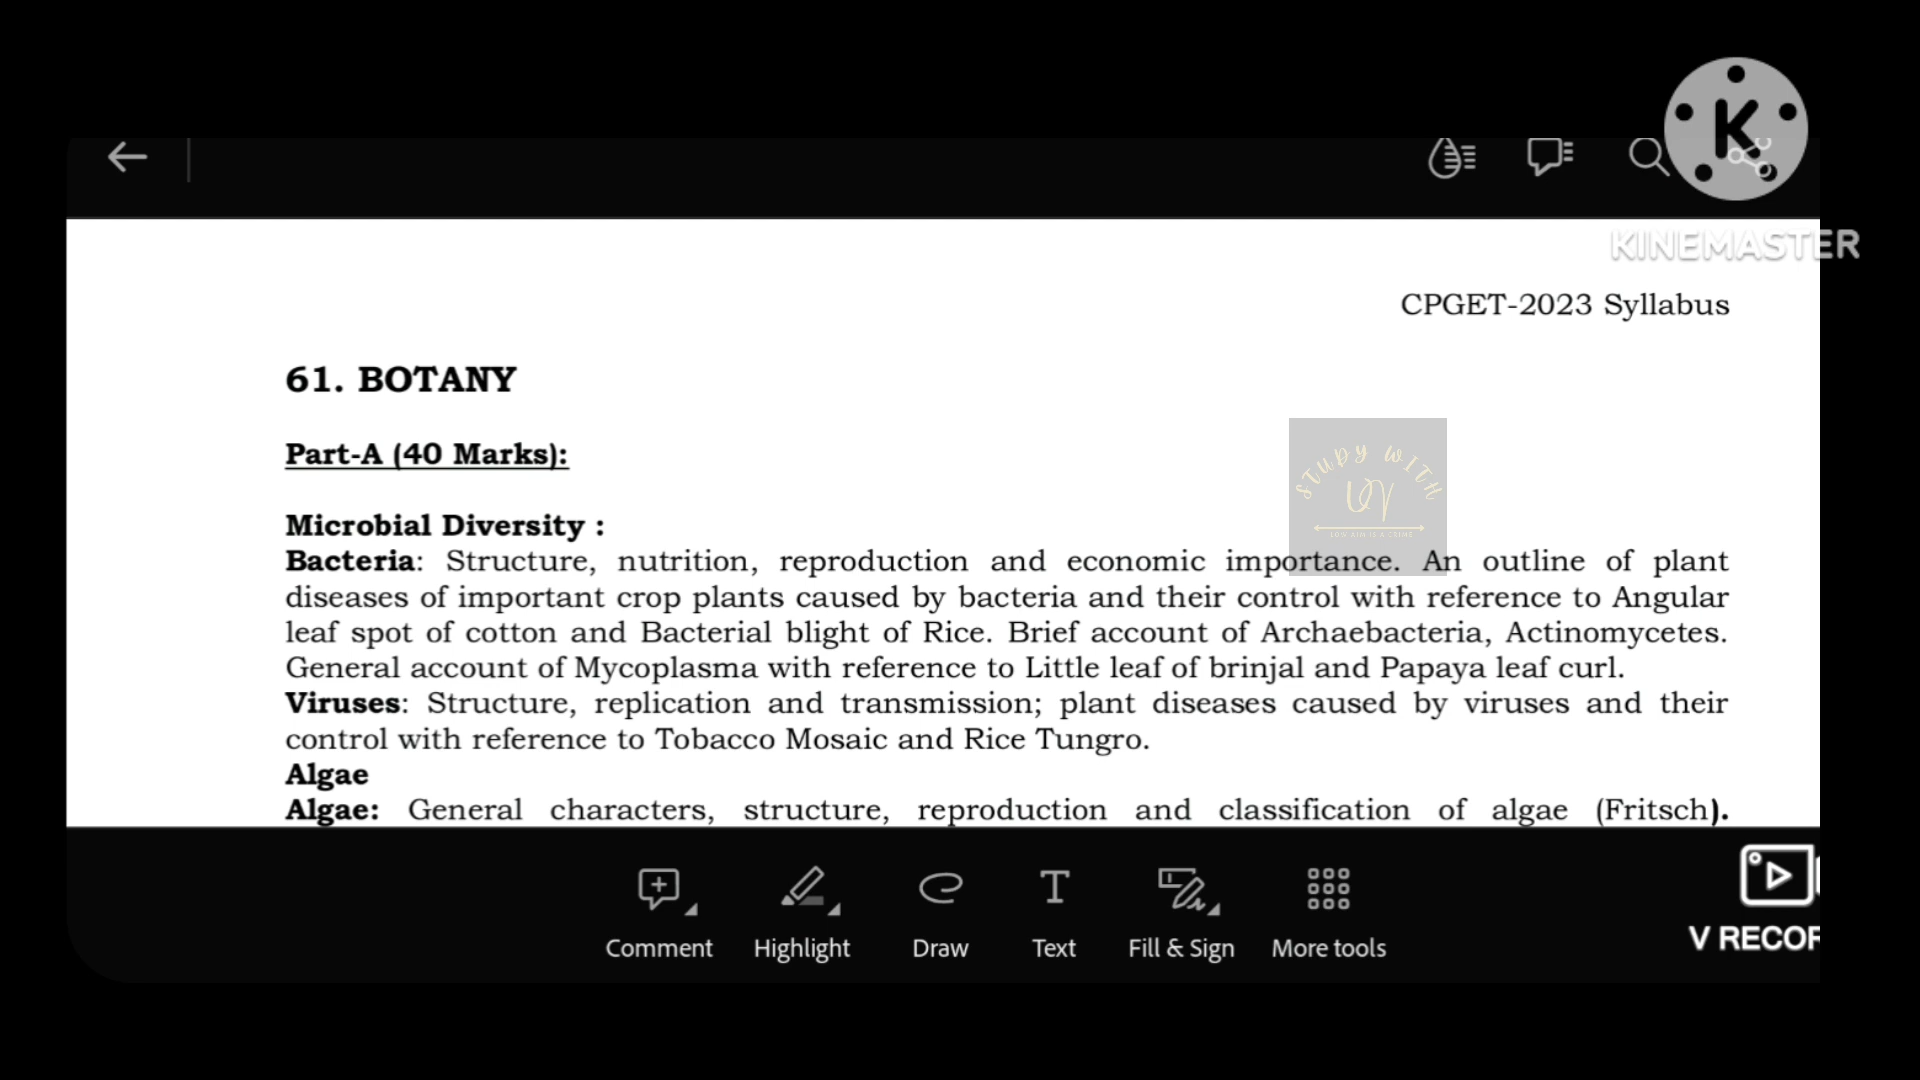 K
KINEMASTER
CPGET-2023 Syllabus
61. BOTANY
Part-A (40 Marks):
STUDY WITH
Microbial Diversity :
Bacteria: Structure, nutrition, reproduction and economic importance. An outline of plant
diseases of important crop plants caused by bacteria and their control with reference to Angular
leaf spot of cotton and Bacterial blight of Rice. Brief account of Archaebacteria, Actinomycetes.
General account of Mycoplasma with reference to Little leaf of brinjal and Papaya leaf curl.
Viruses: Structure, replication and transmission; plant diseases caused by viruses and their
control with reference to Tobacco Mosaic and Rice Tungro.
Algae
Algae: General characters, structure, reproduction and classification of algae (Fritsch).
Comment Highlight Draw Text Fill & Sign More tools
V RECOR